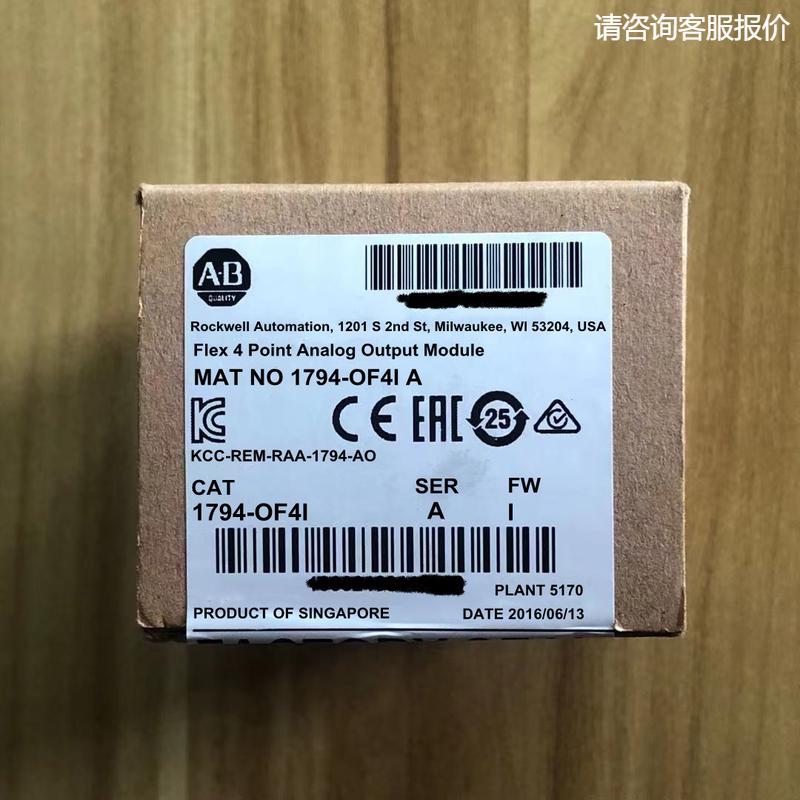 请咨询客服报价
A-B
QUALITY
Rockwell Automation, 1201 S 2nd St, Milwaukee, WI 53204, USA
Flex 4 Point Analog Output Module
MAT NO 1794-OF4I A
CE EAC 25
KCC-REM-RAA-1794-AO
CAT SER FW
1794-OF4I A I
PLANT 5170
PRODUCT OF SINGAPORE DATE 2016/06/13